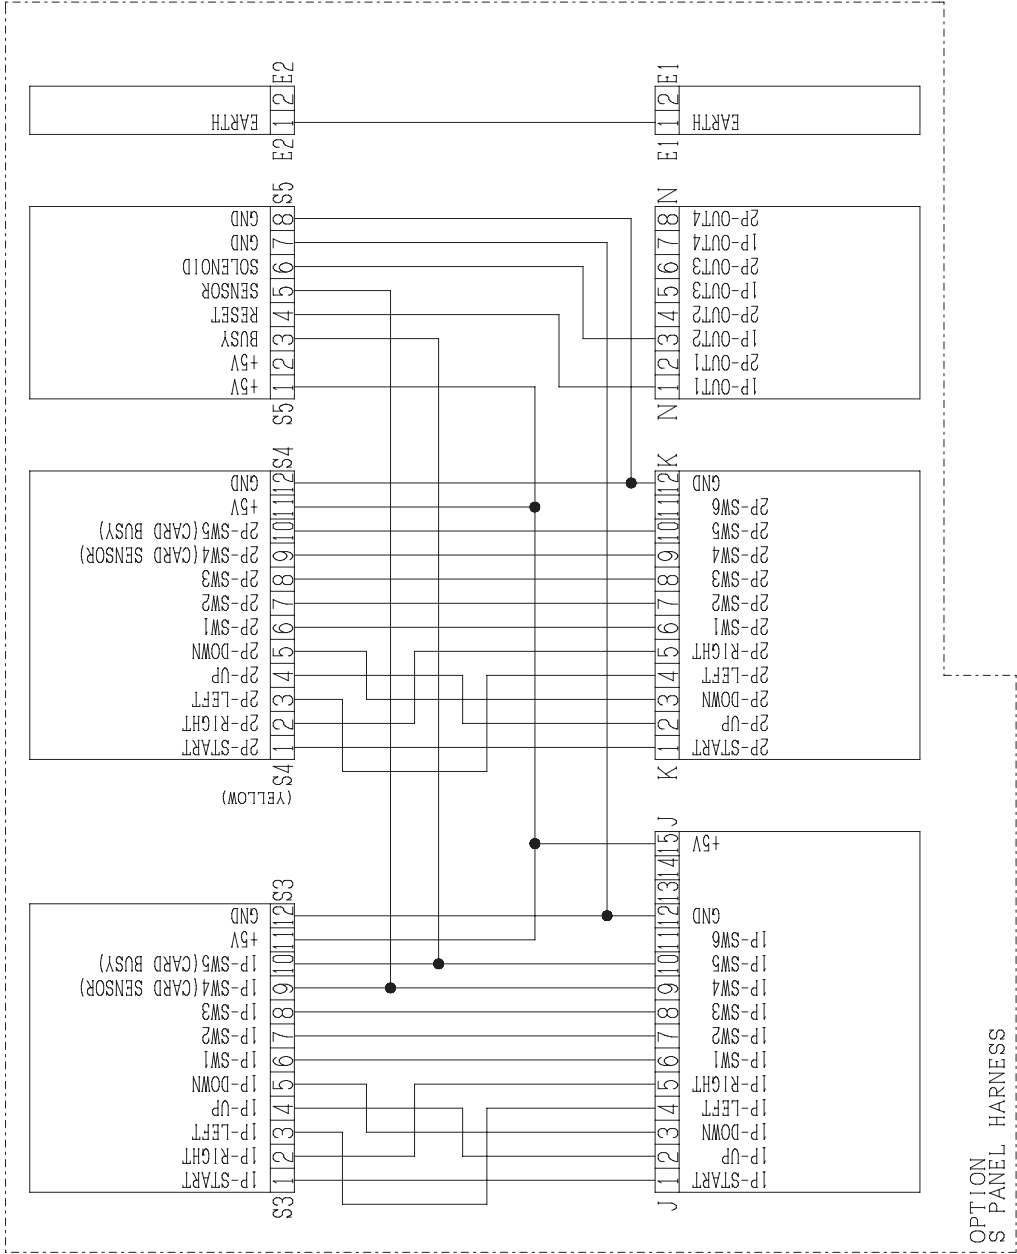 E2
E2
EARTH 1
2
E1
E1
1 EARTH
2
S5
GND 8
GND 7
SOLENOID 6
SENSOR 5
RESET 4
BUSY 3
+5V 2
+5V 1
S5
N
8 2P-OUT4
7 1P-OUT4
6 2P-OUT3
5 1P-OUT3
4 2P-OUT2
3 1P-OUT2
2 2P-OUT1
1 1P-OUT1
N
S4
GND 12
+5V 11
2P-SW5(CARD BUSY) 10
2P-SW4(CARD SENSOR) 9
2P-SW3 8
2P-SW2 7
2P-SW1 6
2P-DOWN 5
2P-UP 4
2P-LEFT 3
2P-RIGHT 2
2P-START 1
S4
(YELLOW)
K
12 GND
11 2P-SW6
10 2P-SW5
9 2P-SW4
8 2P-SW3
7 2P-SW2
6 2P-SW1
5 2P-RIGHT
4 2P-LEFT
3 2P-DOWN
2 2P-UP
1 2P-START
K
S3
GND 12
+5V 11
1P-SW5(CARD BUSY) 10
1P-SW4(CARD SENSOR) 9
1P-SW3 8
1P-SW2 7
1P-SW1 6
1P-DOWN 5
1P-UP 4
1P-LEFT 3
1P-RIGHT 2
1P-START 1
S3
J
15 +5V
14
13
12 GND
11 1P-SW6
10 1P-SW5
9 1P-SW4
8 1P-SW3
7 1P-SW2
6 1P-SW1
5 1P-RIGHT
4 1P-LEFT
3 1P-DOWN
2 1P-UP
1 1P-START
J
OPTION
S PANEL HARNESS